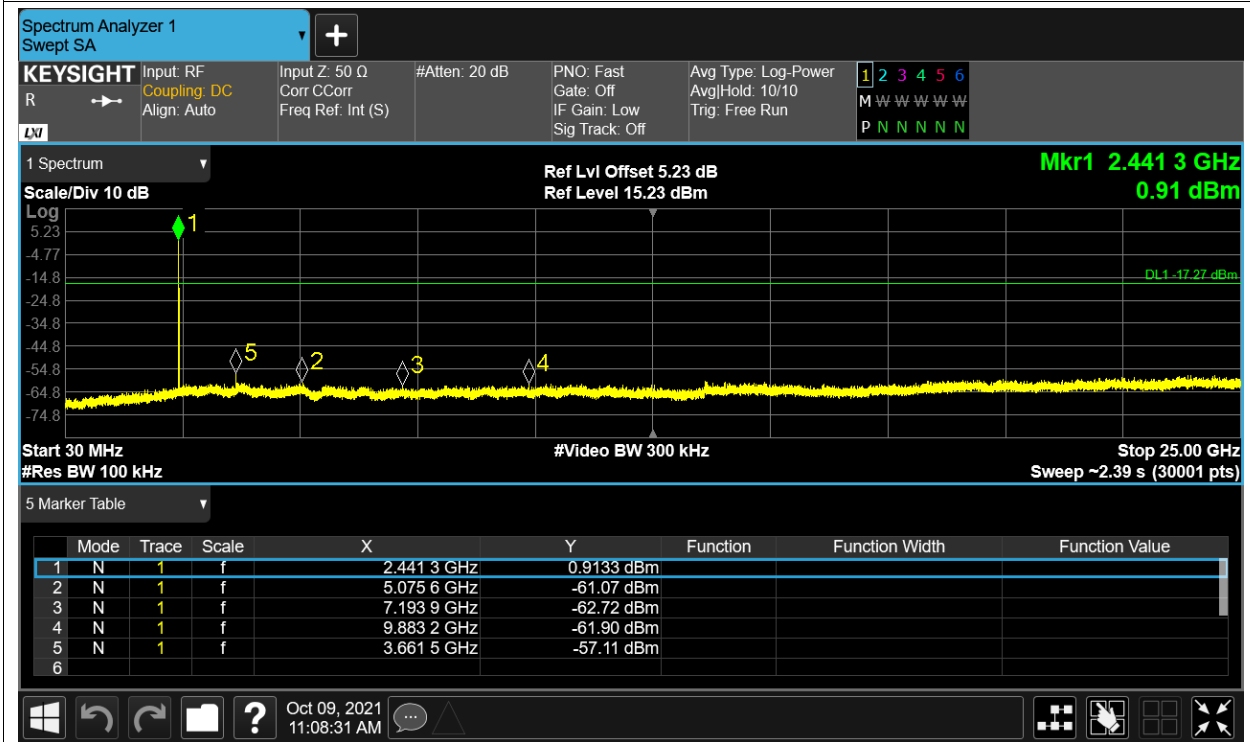 Spectrum Analyzer 1
Swept SA
+
KEYSIGHT Input: RF Input Z: 50 Ω #Atten: 20 dB PNO: Fast Avg Type: Log-Power 1 2 3 4 5 6
R Coupling: DC Corr CCorr Gate: Off Avg|Hold: 10/10 M W W W W W
Align: Auto Freq Ref: Int (S) IF Gain: Low Trig: Free Run
LXI Sig Track: Off P N N N N N
1 Spectrum Ref Lvl Offset 5.23 dB Mkr1 2.441 3 GHz
Scale/Div 10 dB Ref Level 15.23 dBm 0.91 dBm
Log
1
5.23
-4.77
-14.8 DL1 -17.27 dBm
-24.8
-34.8
-44.8
5 2 3 4
-54.8
-64.8
-74.8
Start 30 MHz #Video BW 300 kHz Stop 25.00 GHz
#Res BW 100 kHz Sweep ~2.39 s (30001 pts)
5 Marker Table
Mode Trace Scale X Y Function Function Width Function Value
1 N 1 f 2.441 3 GHz 0.9133 dBm
2 N 1 f 5.075 6 GHz -61.07 dBm
3 N 1 f 7.193 9 GHz -62.72 dBm
4 N 1 f 9.883 2 GHz -61.90 dBm
5 N 1 f 3.661 5 GHz -57.11 dBm
6
? Oct 09, 2021
11:08:31 AM